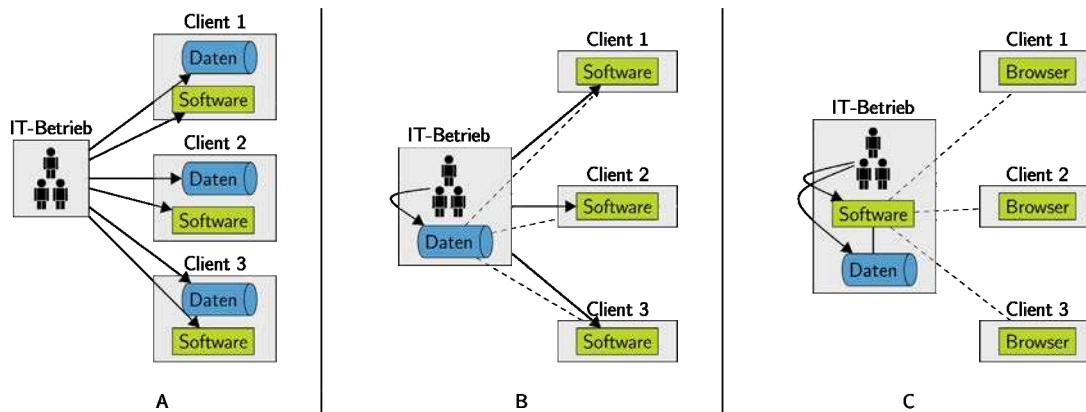 Client 1
Daten
Software
IT-Betrieb
Client 2
Daten
Software
Client 3
Daten
Software
A
Client 1
Software
IT-Betrieb
Client 2
Software
Daten
Client 3
Software
B
Client 1
Browser
IT-Betrieb
Client 2
Software
Browser
Daten
Client 3
Browser
C